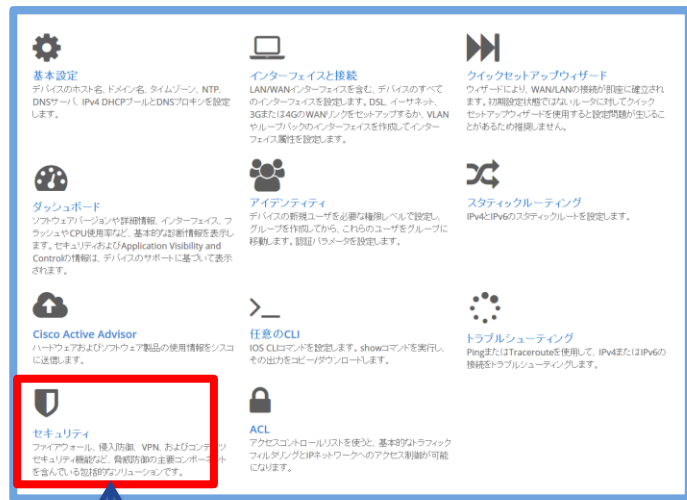 基本設定
デバイスのホスト名、ドメイン名、タイムゾーン、NTP、
DNSサーバ、IPv4 DHCPプールとDNSプロキシを設定
します。
インターフェイスと接続
LAN/WANインターフェイスを含む、デバイスのすべて
のインターフェイスを設定します。DSL、イーサネット、
3Gまたは4GのWANリンクをセットアップするか、VLAN
やループバックのインターフェイスを作成してインター
フェイス属性を設定します。
クイックセットアップウィザード
ウィザードにより、WAN/LANの接続が即座に確立され
ます。初期設定状態ではないルータに対してクイック
セットアップウィザードを使用すると設定問題が生じるこ
とがあるため推奨しません。
ダッシュボード
ソフトウェアバージョンや詳細情報、インターフェイス、フ
ラッシュやCPU使用率など、基本的な診断情報を表示し
ます。セキュリティおよびApplication Visibility and
Controlの情報は、デバイスのサポートに基づいて表示
されます。
アイデンティティ
デバイスの新規ユーザを必要な権限レベルで設定し、
グループを作成してから、これらのユーザをグループに
移動します。認証パラメータを設定します。
スタティックルーティング
IPv4とIPv6のスタティックルートを設定します。
Cisco Active Advisor
ハードウェアおよびソフトウェア製品の使用情報をシスコ
に送信します。
任意のCLI
IOS CLIコマンドを設定します。showコマンドを実行し、
その出力をコピー/ダウンロードします。
トラブルシューティング
PingまたはTracerouteを使用して、IPv4またはIPv6の
接続をトラブルシューティングします。
セキュリティ
ファイアウォール、侵入防御、VPN、およびコンテンツ
セキュリティ機能など、脅威防御の主要コンポーネント
を含んでいる包括的なソリューションです。
ACL
アクセスコントロールリストを使うと、基本的なトラフィック
フィルタリングとIPネットワークへのアクセス制御が可能
になります。